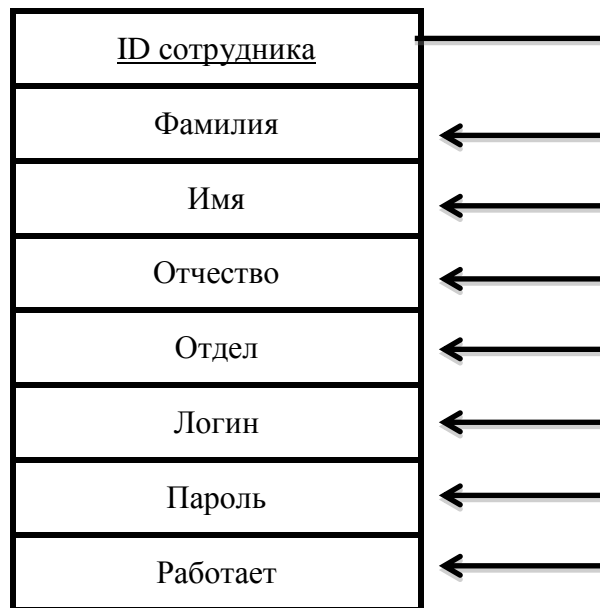 ID сотрудника
Фамилия
Имя
Отчество
Отдел
Логин
Пароль
Работает